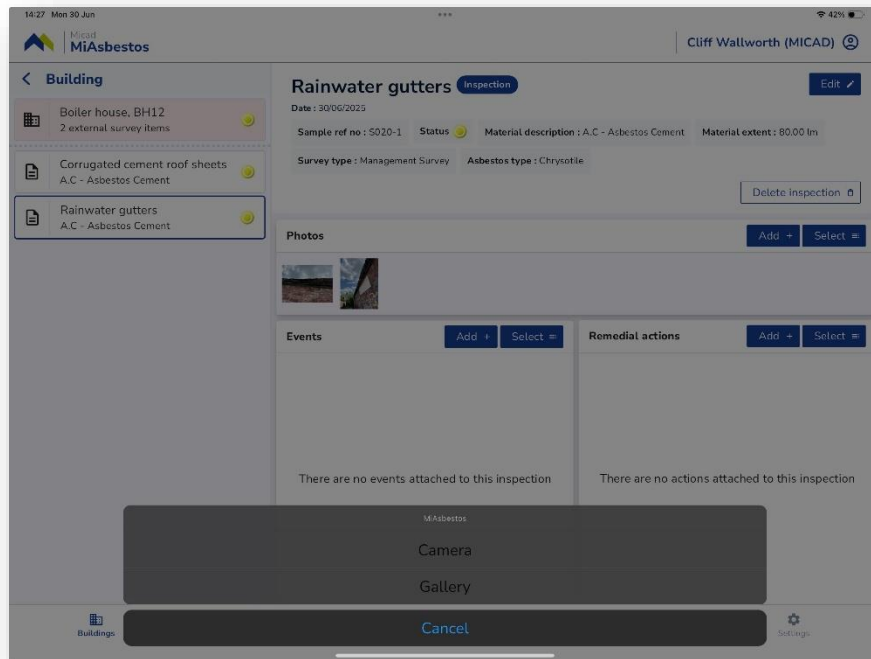 14:27 Mon 30 Jun
42%
Micad
MiAsbestos
Cliff Wallworth (MICAD)
Building
Boiler house, BH12
2 external survey items
Corrugated cement roof sheets
A.C - Asbestos Cement
Rainwater gutters
A.C - Asbestos Cement
Rainwater gutters Inspection
Edit
Date : 30/06/2025
Sample ref no : S020-1 Status Material description : A.C - Asbestos Cement Material extent : 80.00 lm
Survey type : Management Survey Asbestos type : Chrysotile
Delete inspection
Photos
Add + Select
Events Add + Select
Remedial actions Add + Select
There are no events attached to this inspection
There are no actions attached to this inspection
MiAsbestos
Camera
Gallery
Cancel
Buildings
Settings